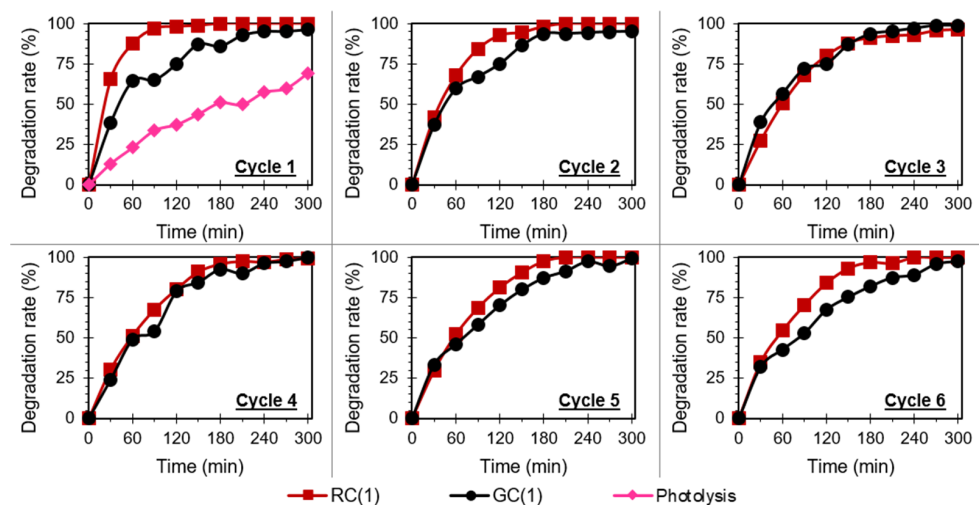 Degradation rate (%)
100
75
50
25
0
0 60 120 180 240 300
Time (min)
Cycle 1
Degradation rate (%)
100
75
50
25
0
0 60 120 180 240 300
Time (min)
Cycle 2
Degradation rate (%)
100
75
50
25
0
0 60 120 180 240 300
Time (min)
Cycle 3
Degradation rate (%)
100
75
50
25
0
0 60 120 180 240 300
Time (min)
Cycle 4
Degradation rate (%)
100
75
50
25
0
0 60 120 180 240 300
Time (min)
Cycle 5
Degradation rate (%)
100
75
50
25
0
0 60 120 180 240 300
Time (min)
Cycle 6
RC(1) GC(1) Photolysis